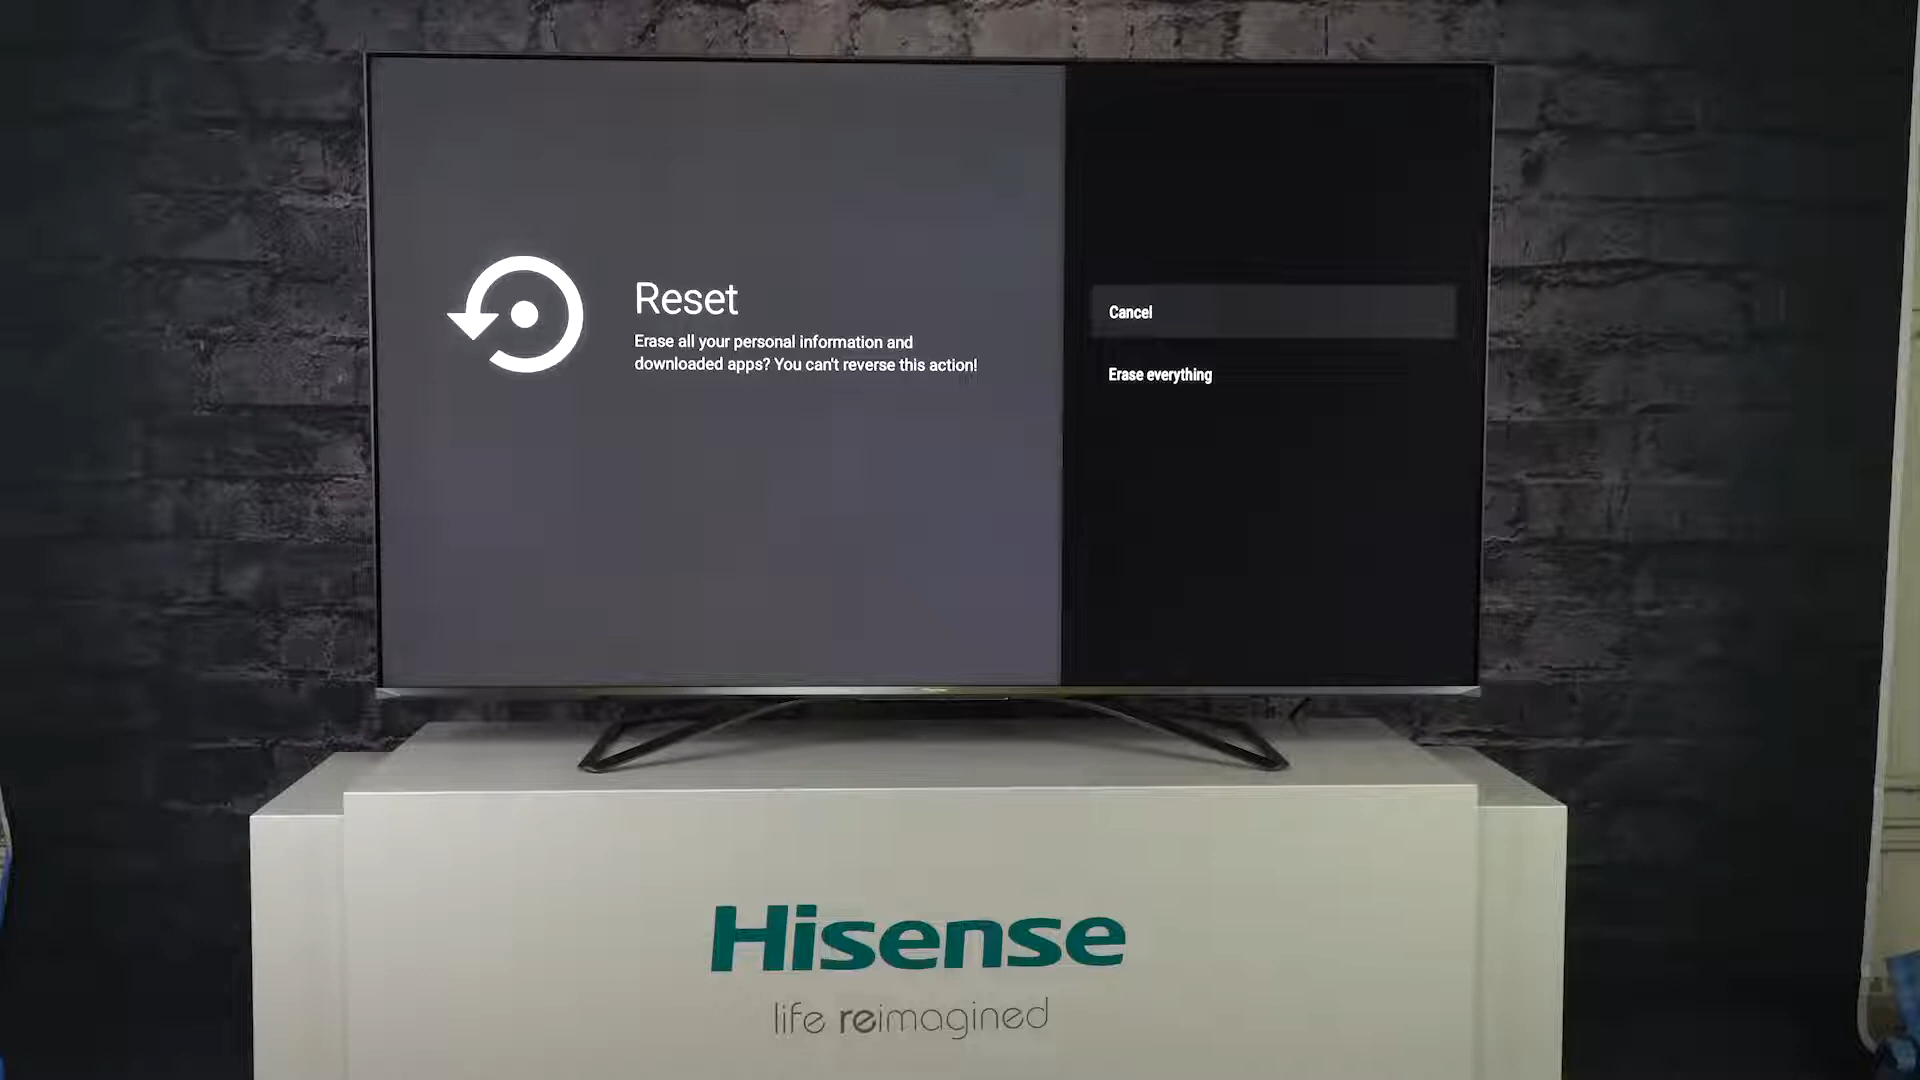 Reset
Erase all your personal information and
downloaded apps? You can't reverse this action!
Cancel
Erase everything
Hisense
life reimagined